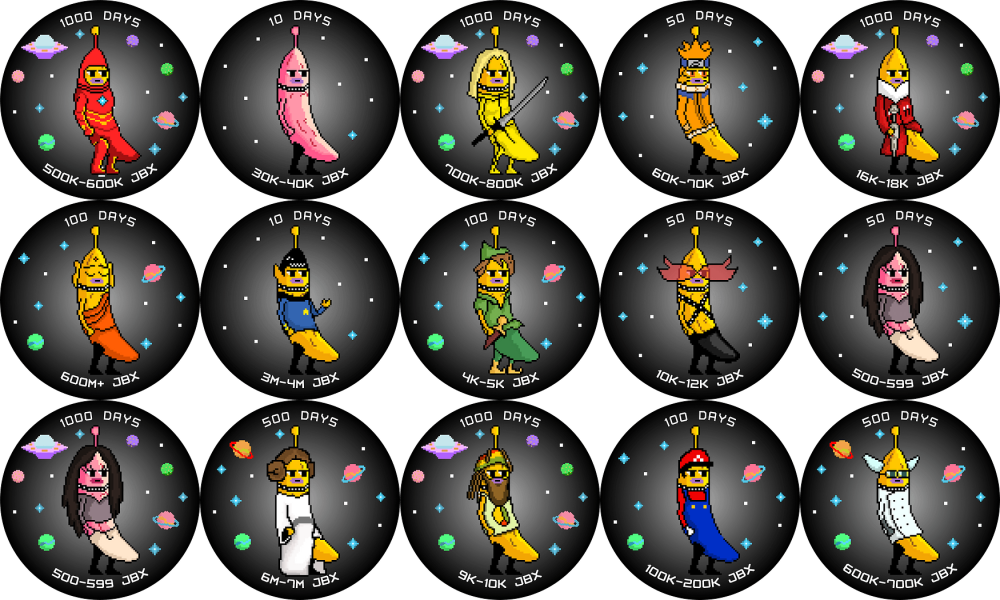 1000 DAYS
500K-600K JBX
10 DAYS
30K-40K JBX
1000 DAYS
700K-800K JBX
50 DAYS
60K-70K JBX
1000 DAYS
16K-18K JBX
100 DAYS
600M+ JBX
10 DAYS
3M-4M JBX
100 DAYS
4K-5K JBX
50 DAYS
10K-12K JBX
50 DAYS
500-599 JBX
1000 DAYS
500-599 JBX
500 DAYS
6M-7M JBX
1000 DAYS
9K-10K JBX
100 DAYS
100K-200K JBX
500 DAYS
600K-700K JBX